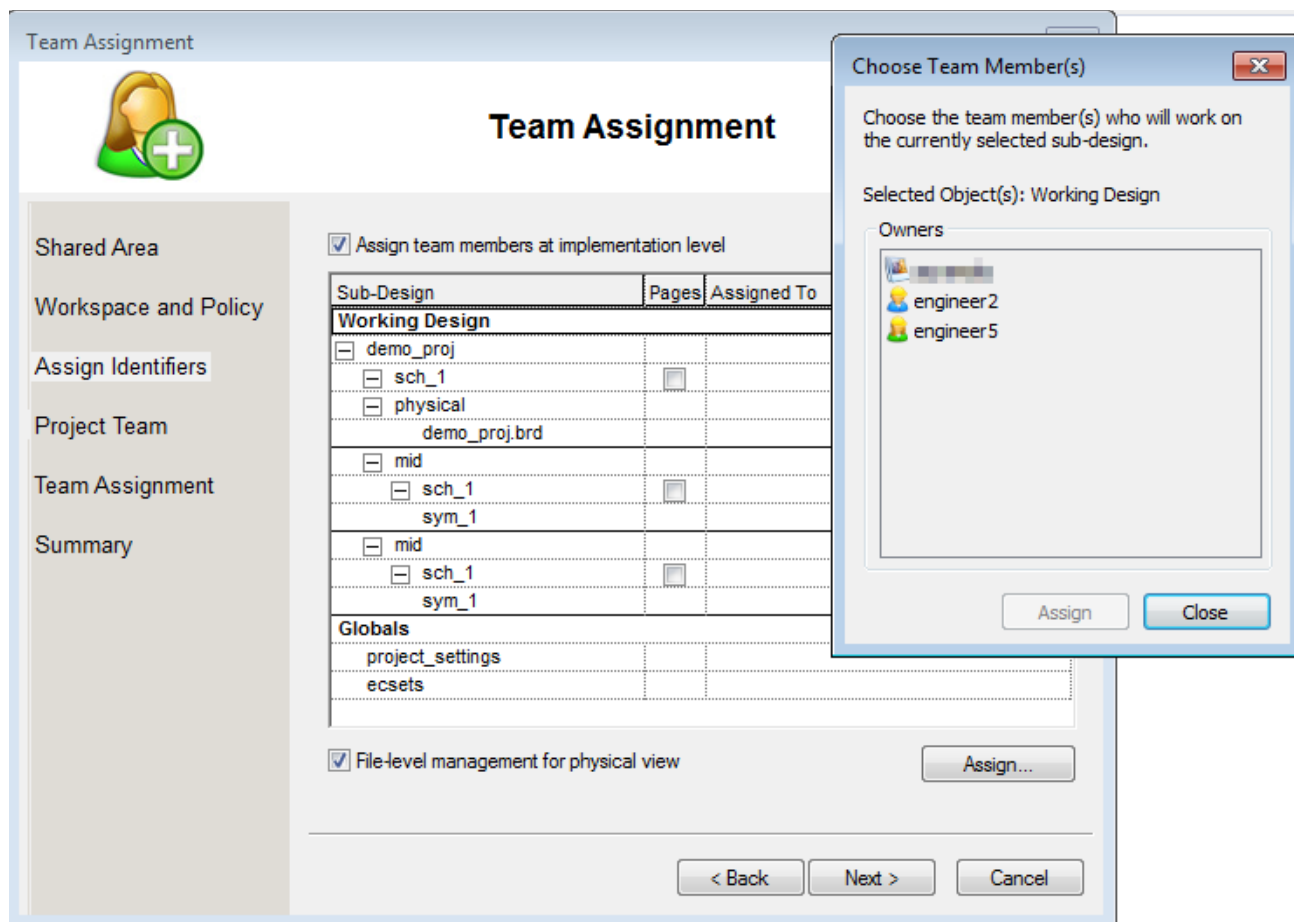 Team Assignment
Team Assignment
Shared Area
Workspace and Policy
Assign Identifiers
Project Team
Team Assignment
Summary
Assign team members at implementation level
Sub-Design Pages Assigned To
Working Design
demo_proj
sch_1
physical
demo_proj.brd
mid
sch_1
sym_1
mid
sch_1
sym_1
Globals
project_settings
ecsets
File-level management for physical view
Assign...
< Back Next > Cancel
Choose Team Member(s)
Choose the team member(s) who will work on
the currently selected sub-design.
Selected Object(s): Working Design
Owners
engineer2
engineer5
Assign Close